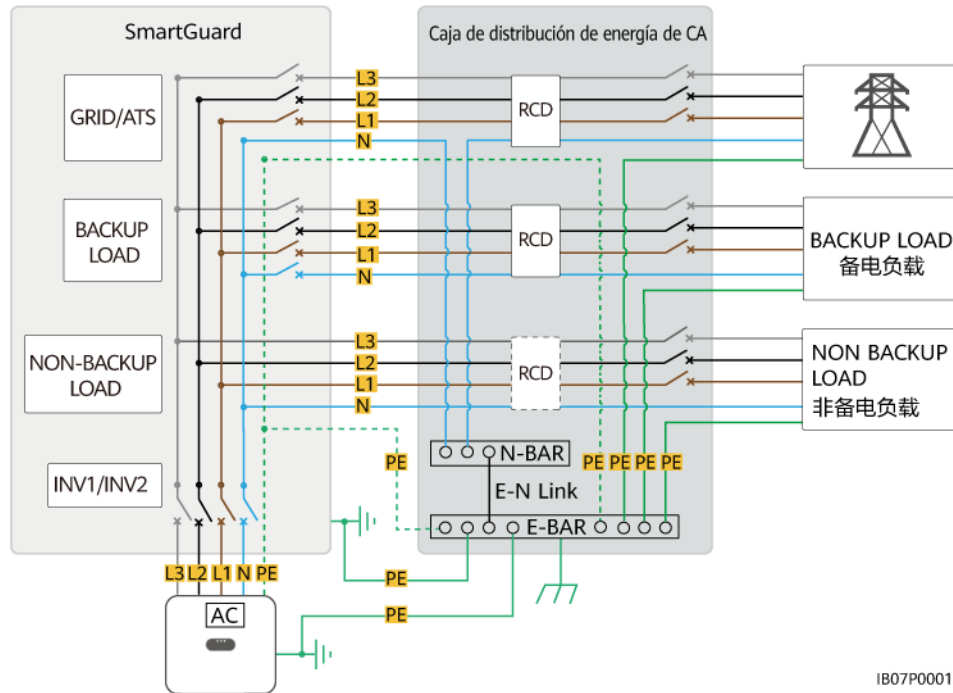 SmartGuard
Caja de distribución de energía de CA
GRID/ATS
L3
L2
L1
N
RCD
BACKUP
LOAD
L3
L2
L1
N
RCD
BACKUP LOAD
备电负载
NON-BACKUP
LOAD
L3
L2
L1
N
RCD
NON BACKUP
LOAD
非备电负载
INV1/INV2
PE
N-BAR
PE
PE
PE
PE
E-N Link
E-BAR
L3
L2
L1
N
PE
PE
PE
AC
IB07P0001